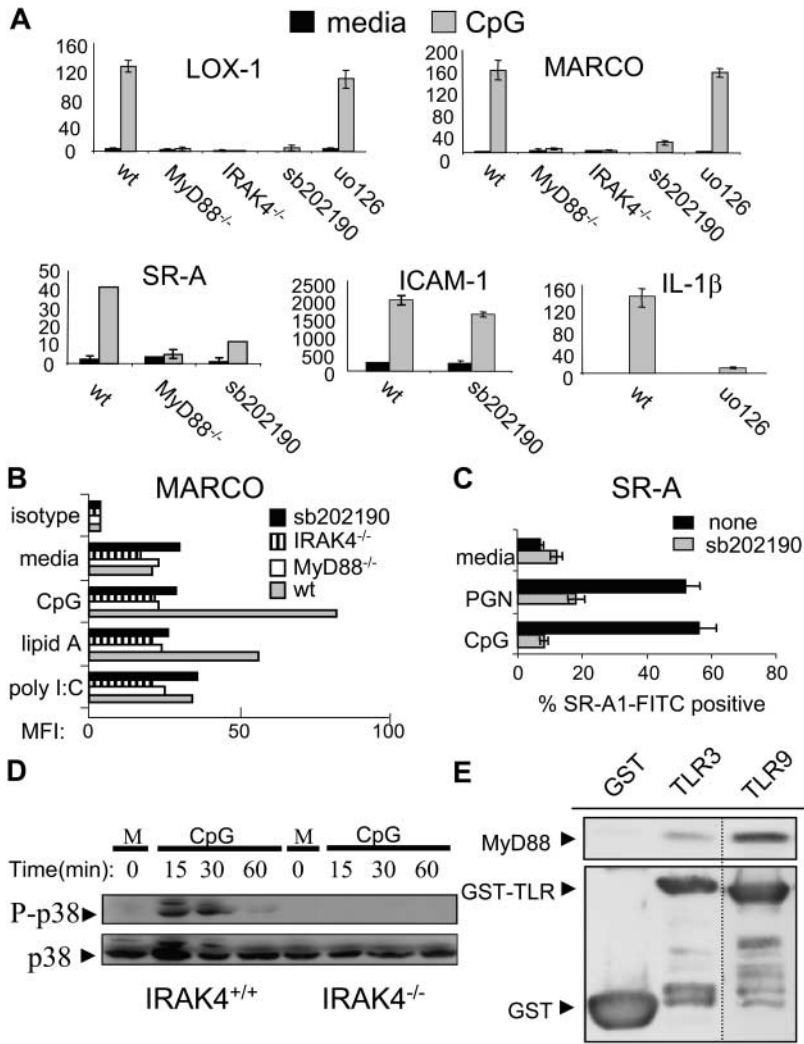 A
media CpG
LOX-1
160
120
80
40
0
wt MyD88-/- IRAK4-/- sb202190 uo126
MARCO
200
160
120
80
40
0
wt MyD88-/- IRAK4-/- sb202190 uo126
SR-A
50
40
30
20
10
0
wt MyD88-/- sb202190
ICAM-1
2500
2000
1500
1000
500
0
wt sb202190
IL-1β
160
120
80
40
0
wt uo126
B
MARCO
isotype
media
CpG
lipid A
poly I:C
sb202190
IRAK4-/-
MyD88-/-
wt
MFI: 0 50 100
C
SR-A
none
sb202190
media
PGN
CpG
0 20 40 60 80
% SR-A1-FITC positive
D
M CpG M CpG
Time(min): 0 15 30 60 0 15 30 60
P-p38
p38
IRAK4+/+ IRAK4-/-
E
GST TLR3 TLR9
MyD88
GST-TLR
GST